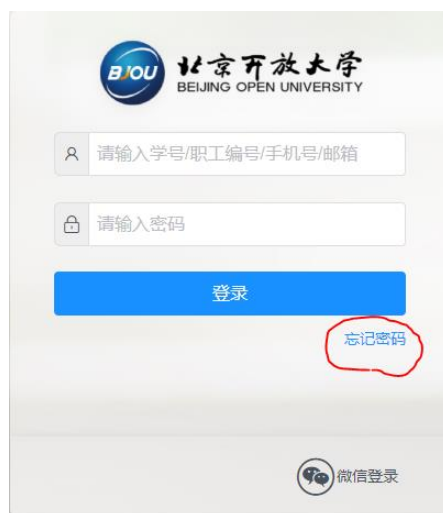 BJOU 北京开放大学
BEIJING OPEN UNIVERSITY
请输入学号/职工编号/手机号/邮箱
请输入密码
登录
忘记密码
微信登录